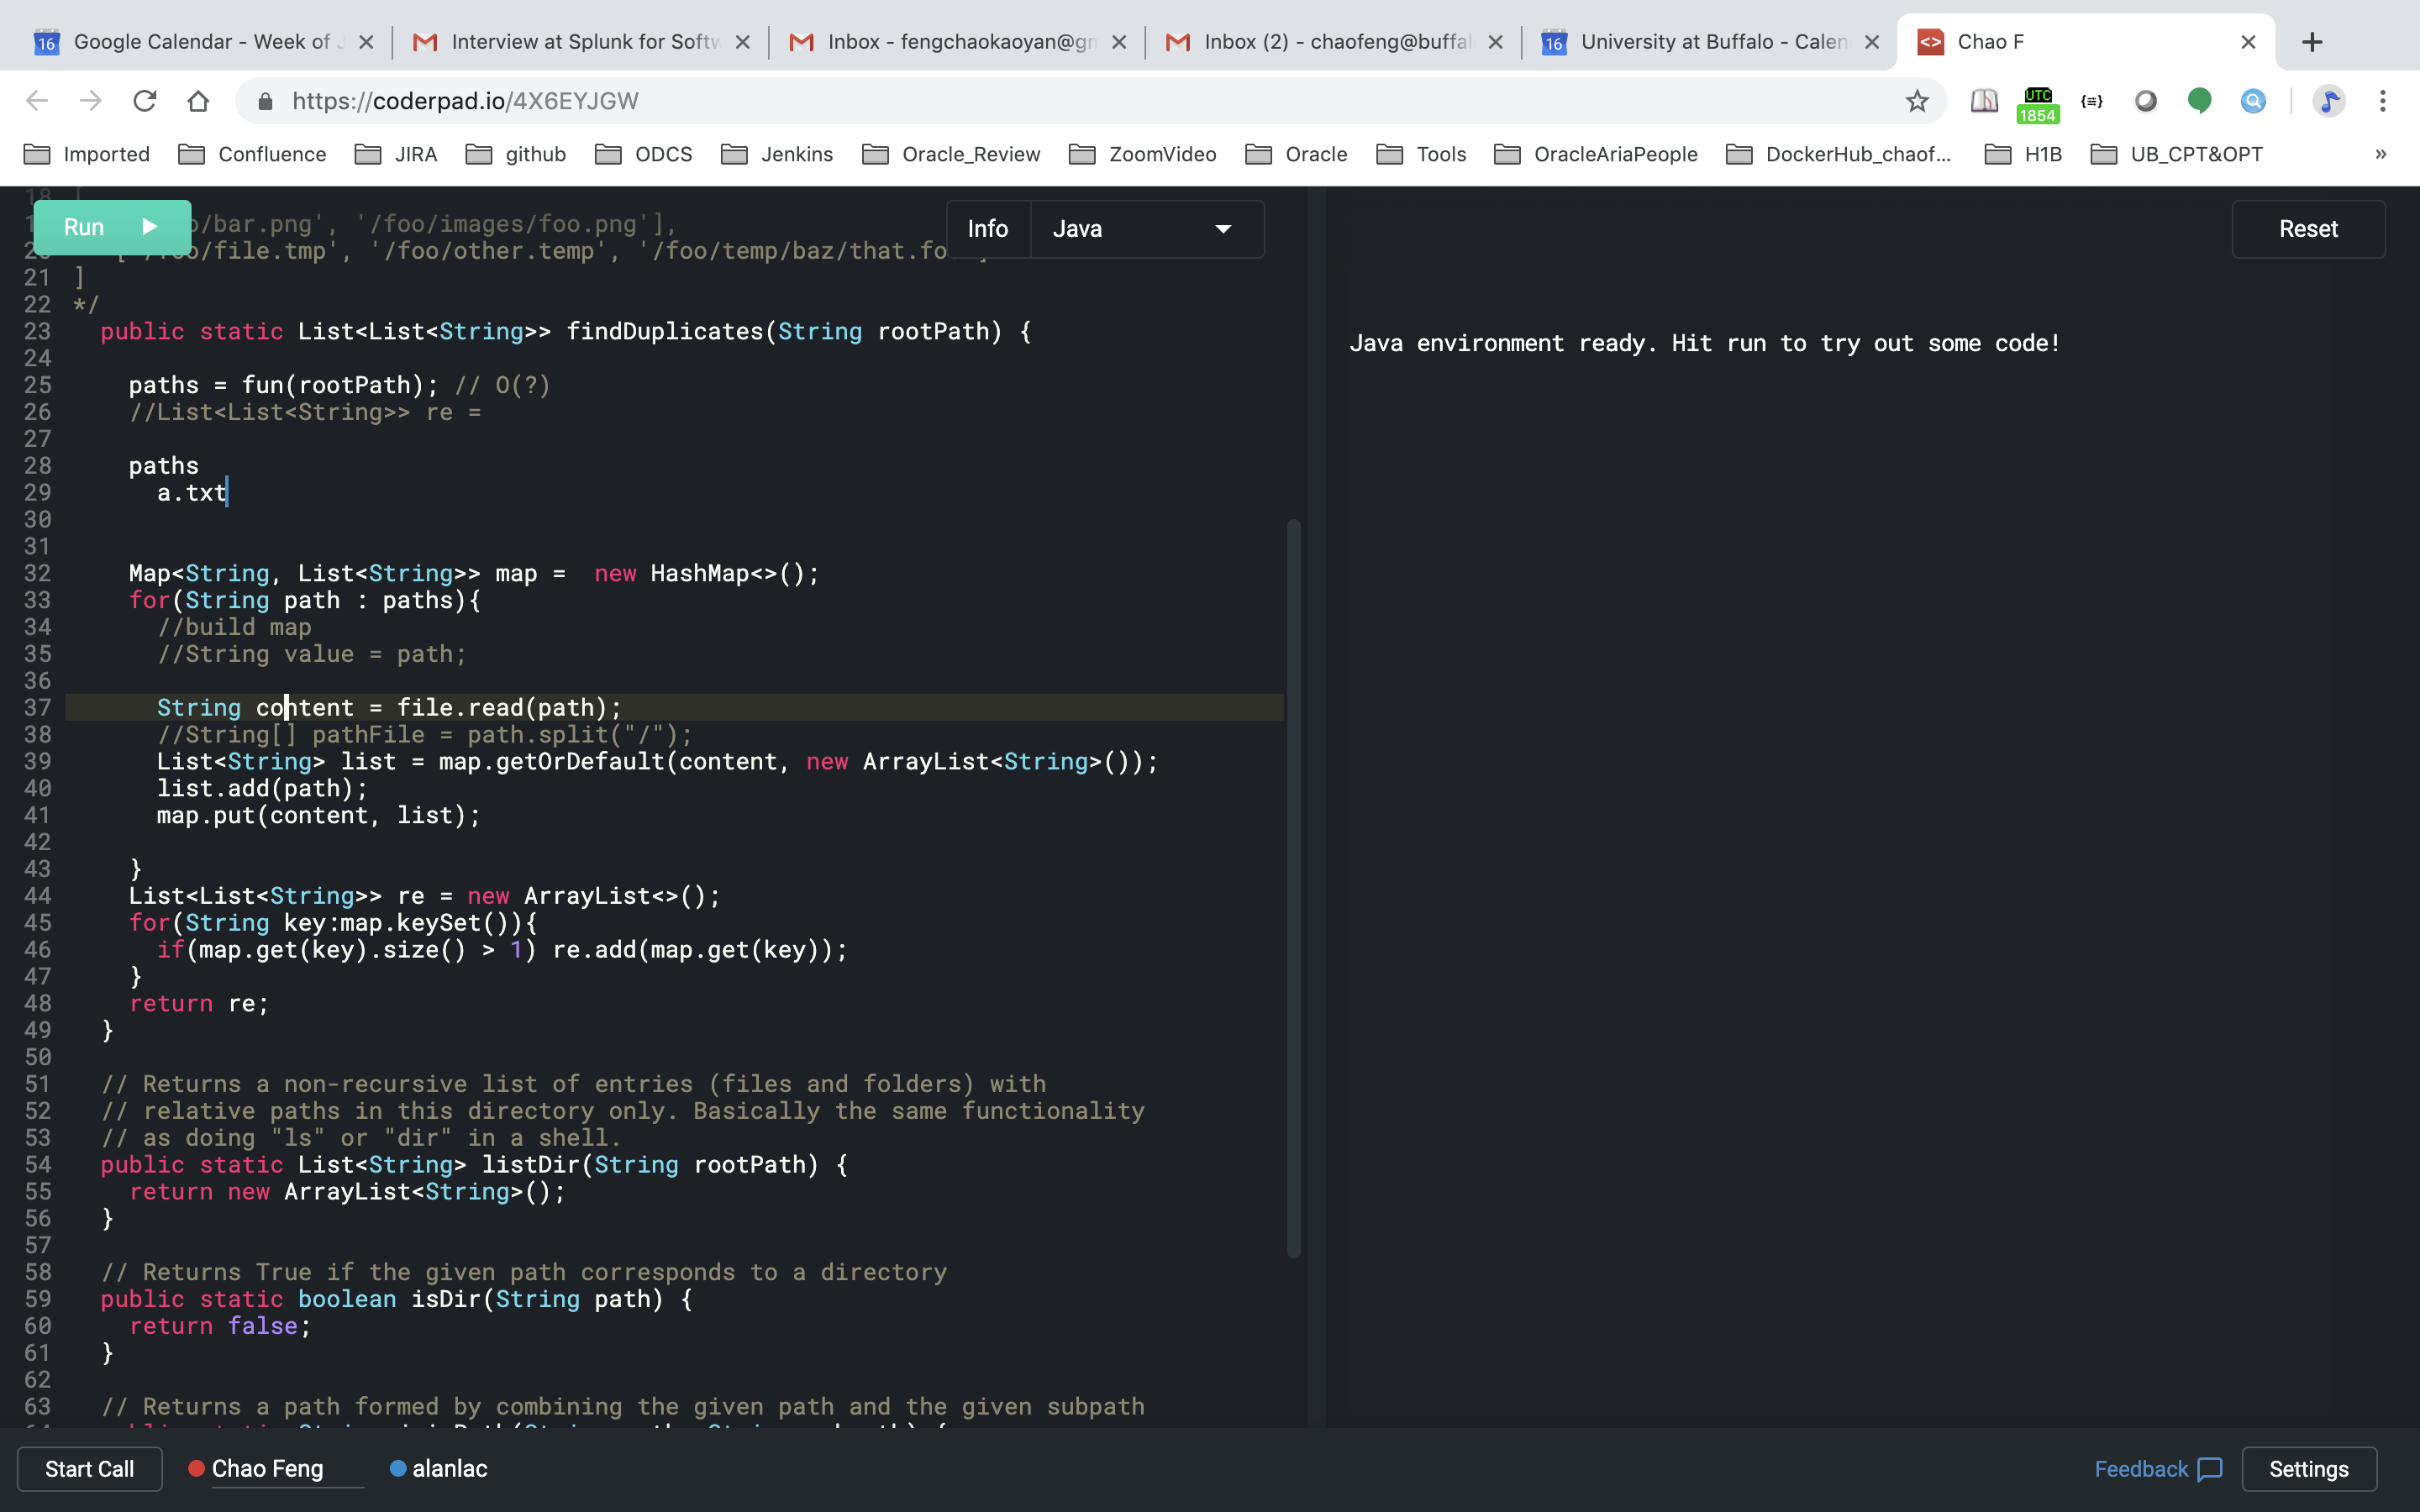 Google Calendar - Week of J
Interview at Splunk for Softw
Inbox - fengchaokaoyan@gm
Inbox (2) - chaofeng@buffal
University at Buffalo - Calen
Chao F
https://coderpad.io/4X6EYJGW
UTC
1854
Imported
Confluence
JIRA
github
ODCS
Jenkins
Oracle_Review
ZoomVideo
Oracle
Tools
OracleAriaPeople
DockerHub_chaof...
H1B
UB_CPT&OPT
»
Run
Info
Java
Reset
18 [
/bar.png', '/foo/images/foo.png'],
/file.tmp', '/foo/other.temp', '/foo/temp/baz/that.fo
21 ]
22 */
23 public static List<List<String>> findDuplicates(String rootPath) {
24
25 paths = fun(rootPath); // O(?)
26 //List<List<String>> re =
27
28 paths
29 a.txt
30
31
32 Map<String, List<String>> map =  new HashMap<>();
33 for(String path : paths){
34 //build map
35 //String value = path;
36
37 String content = file.read(path);
38 //String[] pathFile = path.split("/");
39 List<String> list = map.getOrDefault(content, new ArrayList<String>());
40 list.add(path);
41 map.put(content, list);
42
43 }
44 List<List<String>> re = new ArrayList<>();
45 for(String key:map.keySet()){
46 if(map.get(key).size() > 1) re.add(map.get(key));
47 }
48 return re;
49 }
50
51 // Returns a non-recursive list of entries (files and folders) with
52 // relative paths in this directory only. Basically the same functionality
53 // as doing "ls" or "dir" in a shell.
54 public static List<String> listDir(String rootPath) {
55 return new ArrayList<String>();
56 }
57
58 // Returns True if the given path corresponds to a directory
59 public static boolean isDir(String path) {
60 return false;
61 }
62
63 // Returns a path formed by combining the given path and the given subpath
Java environment ready. Hit run to try out some code!
Start Call
Chao Feng
alanlac
Feedback
Settings